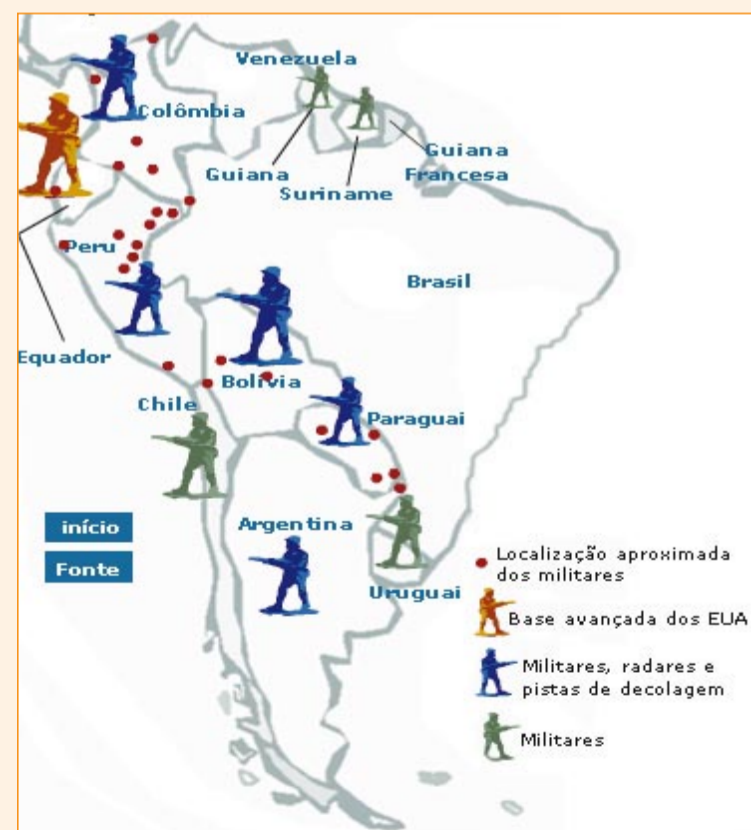 Venezuela
Colômbia
Guiana
Francesa
Guiana
Suriname
Peru
Brasil
Equador
Bolívia
Chile
Paraguai
início
Fonte
Argentina
Uruguai
Localização aproximada
dos militares
Base avançada dos EUA
Militares, radares e
pistas de decolagem
Militares